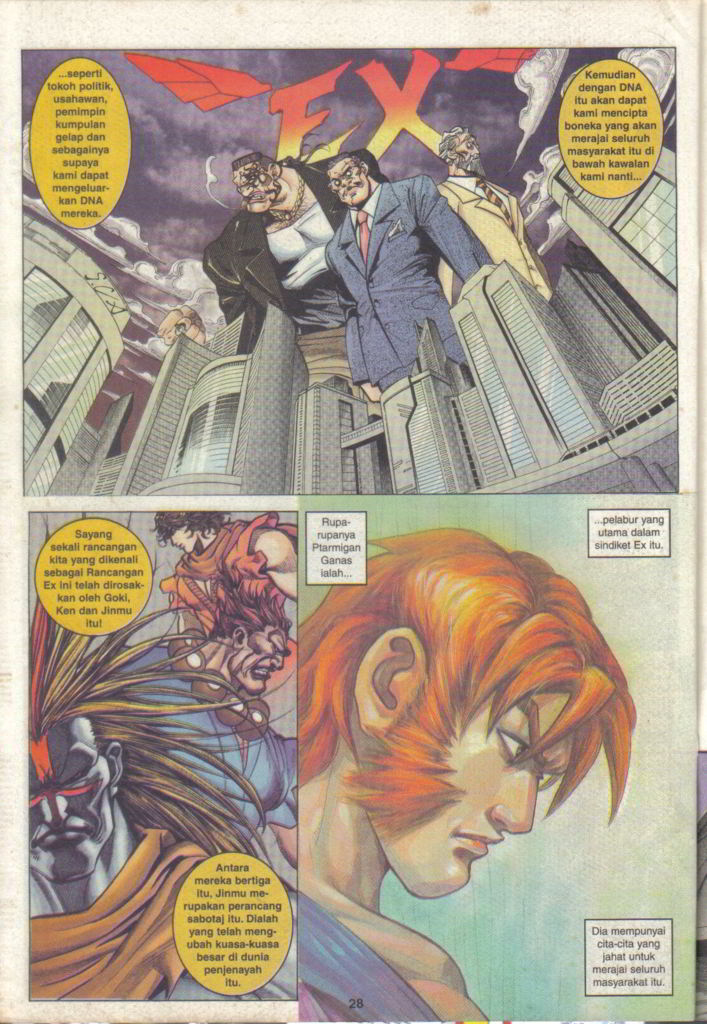 ...seperti
tokoh politik,
usahawan,
pemimpin
kumpulan
gelap dan
sebagainya
supaya
kami dapat
mengeluar-
kan DNA
mereka.
EX
Kemudian
dengan DNA
itu akan dapat
kami mencipta
boneka yang akan
merajai seluruh
masyarakat itu di
bawah kawalan
kami nanti...
Sayang
sekali rancangan
kita yang dikenali
sebagai Rancangan
Ex ini telah dirosak-
kan oleh Goki,
Ken dan Jinmu
itu!
Antara
mereka bertiga
itu, Jinmu me-
rupakan perancang
sabotaj itu. Dialah
yang telah meng-
ubah kuasa-kuasa
besar di dunia
penjenayah
itu.
Rupa-
rupanya
Ptarmigan
Ganas
ialah...
...pelabur yang
utama dalam
sindiket Ex itu.
Dia mempunyai
cita-cita yang
jahat untuk
merajai seluruh
masyarakat itu.
28